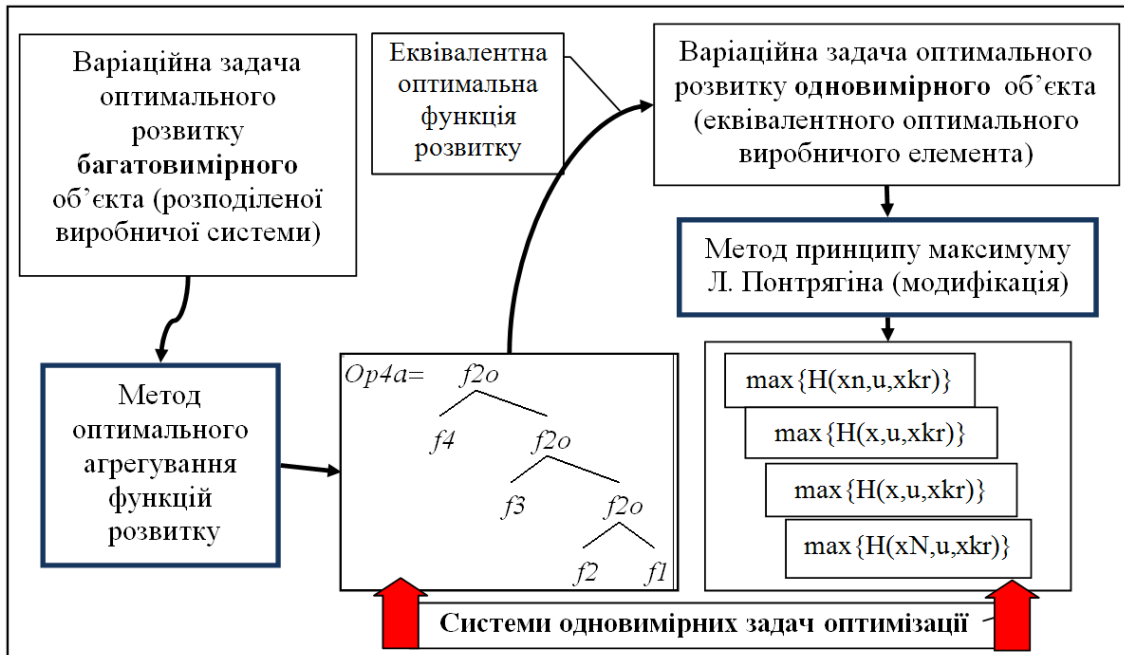 Варіаційна задача
оптимального
розвитку
багатовимірного
об’єкта (розподіленої
виробничої системи)
Еквівалентна
оптимальна
функція
розвитку
Варіаційна задача оптимального
розвитку одновимірного об’єкта
(еквівалентного оптимального
виробничого елемента)
Метод принципу максимуму
Л. Понтрягіна (модифікація)
Метод
оптимального
агрегування
функцій
розвитку
Op4a= f2o
f4 f2o
f3 f2o
f2 f1
max{H(xn,u,xkr)}
max{H(x,u,xkr)}
max{H(x,u,xkr)}
max{H(xN,u,xkr)}
Системи одновимірних задач оптимізації